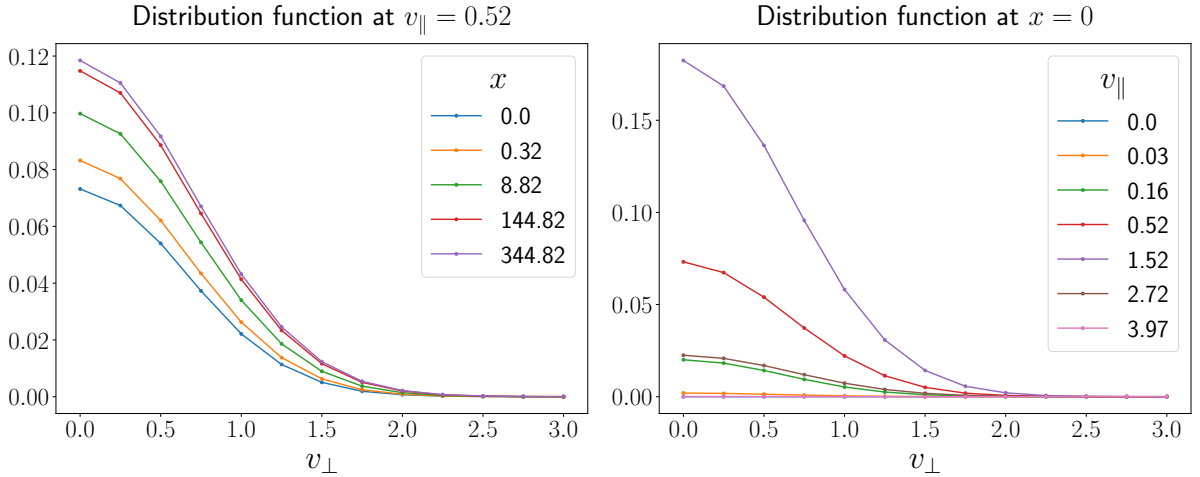 Distribution function at v∥ = 0.52
0.12
0.10
0.08
0.06
0.04
0.02
0.00
0.0 0.5 1.0 1.5 2.0 2.5 3.0
v⊥
x
0.0
0.32
8.82
144.82
344.82
Distribution function at x = 0
0.15
0.10
0.05
0.00
0.0 0.5 1.0 1.5 2.0 2.5 3.0
v⊥
v∥
0.0
0.03
0.16
0.52
1.52
2.72
3.97